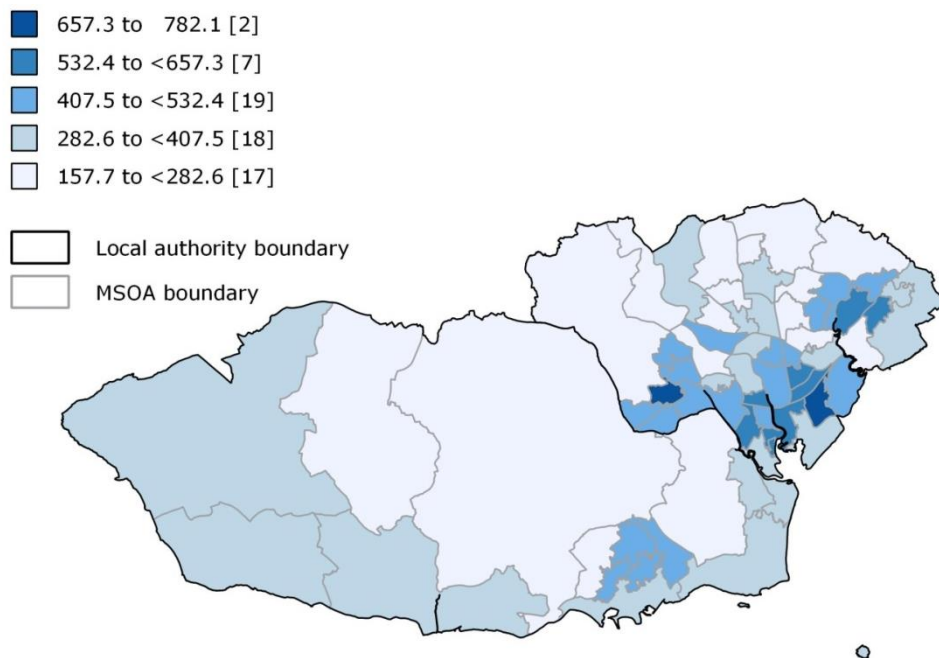 657.3 to   782.1 [2]
532.4 to <657.3 [7]
407.5 to <532.4 [19]
282.6 to <407.5 [18]
157.7 to <282.6 [17]
Local authority boundary
MSOA boundary